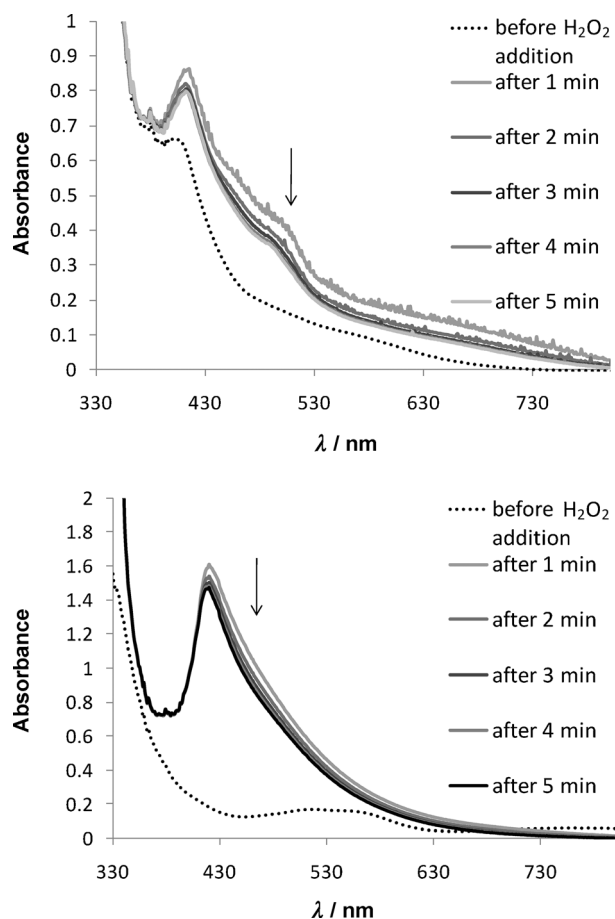 1
0.9
0.8
0.7
0.6
0.5
0.4
0.3
0.2
0.1
0
Absorbance
330
430
530
630
730
λ / nm
before H₂O₂
addition
after 1 min
after 2 min
after 3 min
after 4 min
after 5 min
2
1.8
1.6
1.4
1.2
1
0.8
0.6
0.4
0.2
0
Absorbance
330
430
530
630
730
λ / nm
before H₂O₂
addition
after 1 min
after 2 min
after 3 min
after 4 min
after 5 min